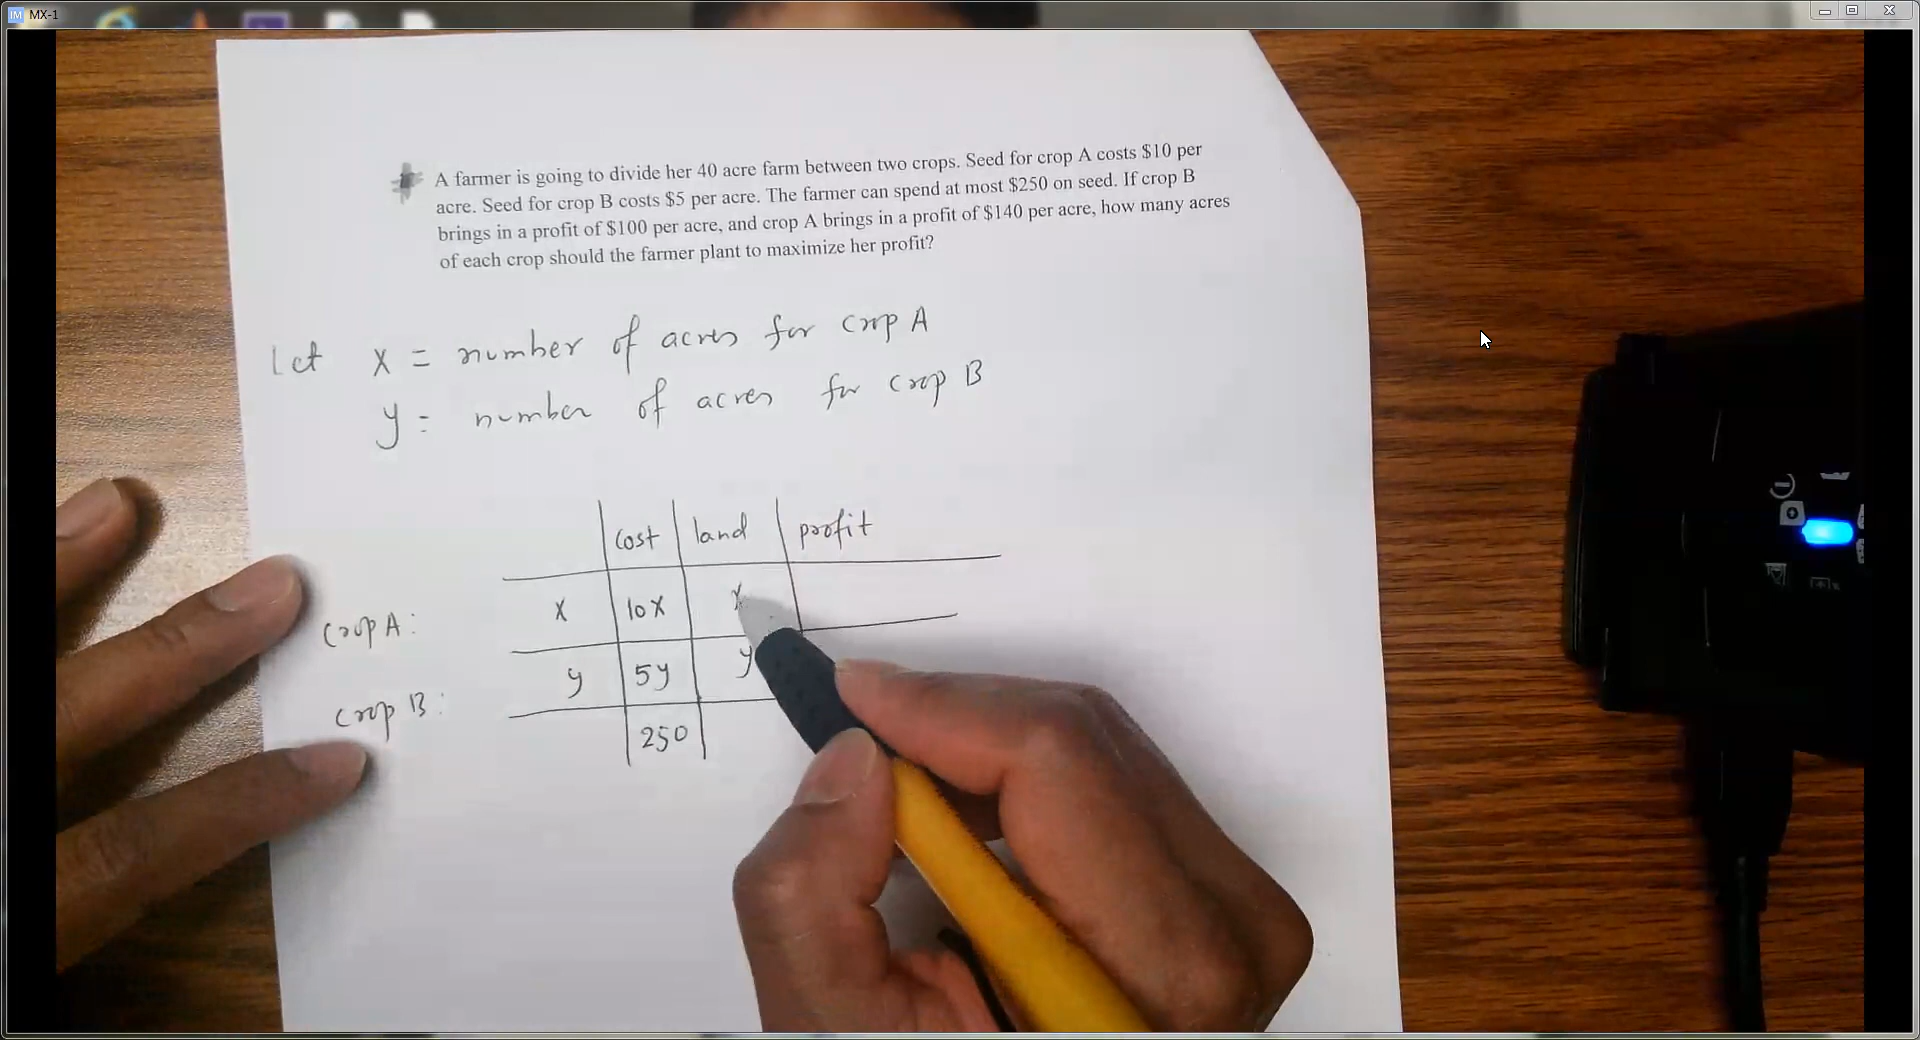 MX-1
A farmer is going to divide her 40 acre farm between two crops. Seed for crop A costs $10 per
acre. Seed for crop B costs $5 per acre. The farmer can spend at most $250 on seed. If crop B
brings in a profit of $100 per acre, and crop A brings in a profit of $140 per acre, how many acres
of each crop should the farmer plant to maximize her profit?
Let x = number of acres for crop A
y = number of acres for crop B
cost land profit
crop A: x 10x x
crop B: y 5y y
250